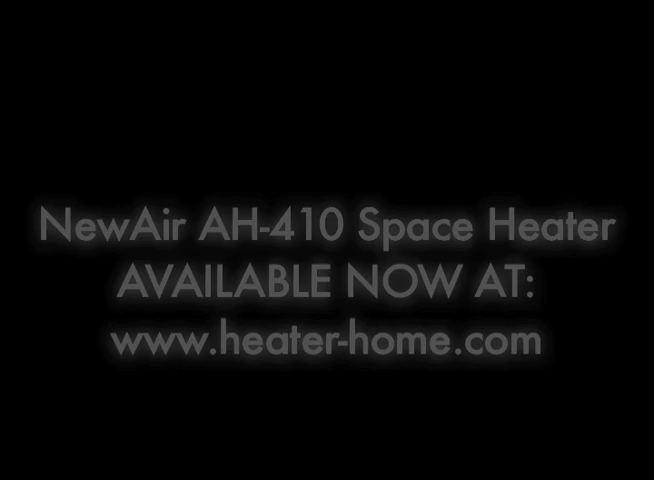 NewAir AH-410 Space Heater
AVAILABLE NOW AT:
www.heater-home.com